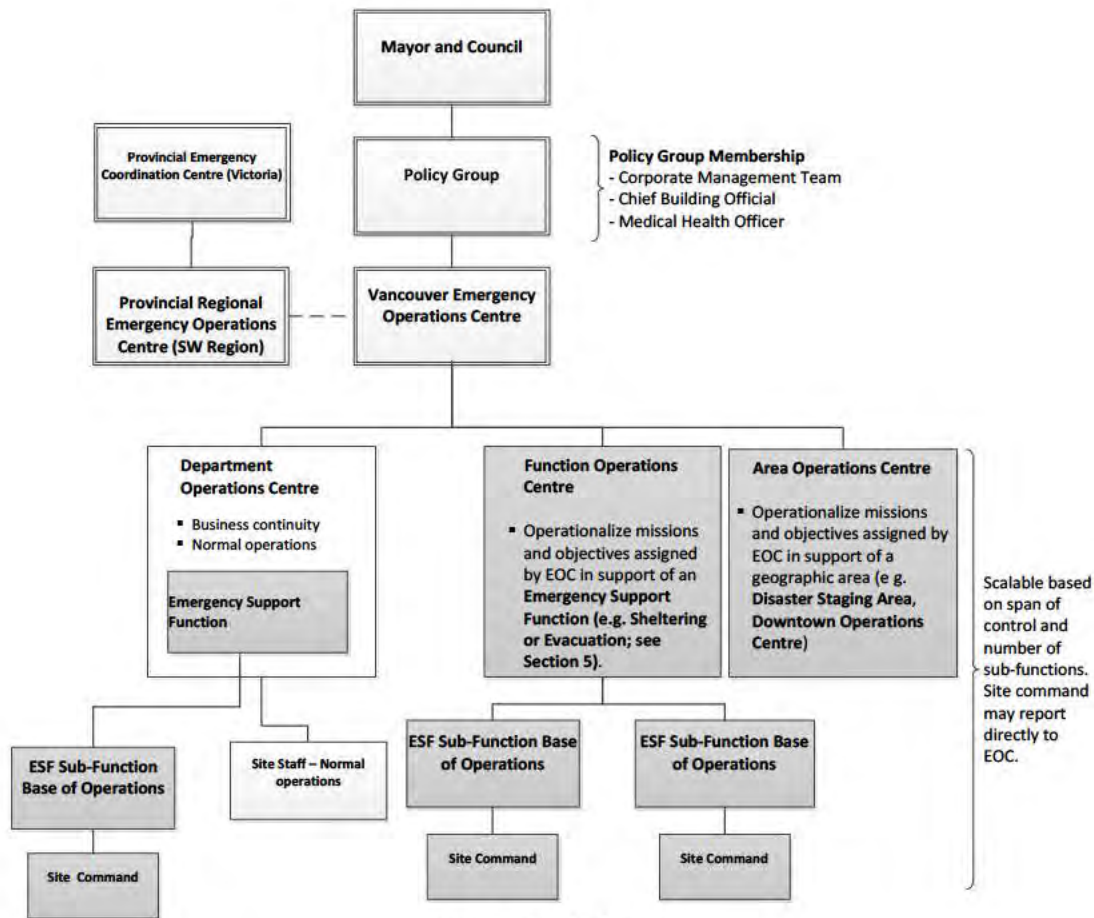 Mayor and Council
Provincial Emergency
Coordination Centre (Victoria)
Policy Group
Policy Group Membership
- Corporate Management Team
- Chief Building Official
- Medical Health Officer
Provincial Regional
Emergency Operations
Centre (SW Region)
Vancouver Emergency
Operations Centre
Department
Operations Centre
▪ Business continuity
▪ Normal operations
Emergency Support
Function
Function Operations
Centre
▪ Operationalize missions
and objectives assigned
by EOC in support of an
Emergency Support
Function (e.g. Sheltering
or Evacuation; see
Section 5).
Area Operations Centre
▪ Operationalize missions
and objectives assigned by
EOC in support of a
geographic area (e g.
Disaster Staging Area,
Downtown Operations
Centre)
Scalable based
on span of
control and
number of
sub-functions.
Site command
may report
directly to
EOC.
ESF Sub-Function
Base of Operations
Site Staff – Normal
operations
ESF Sub-Function Base
of Operations
ESF Sub-Function Base
of Operations
Site Command
Site Command
Site Command